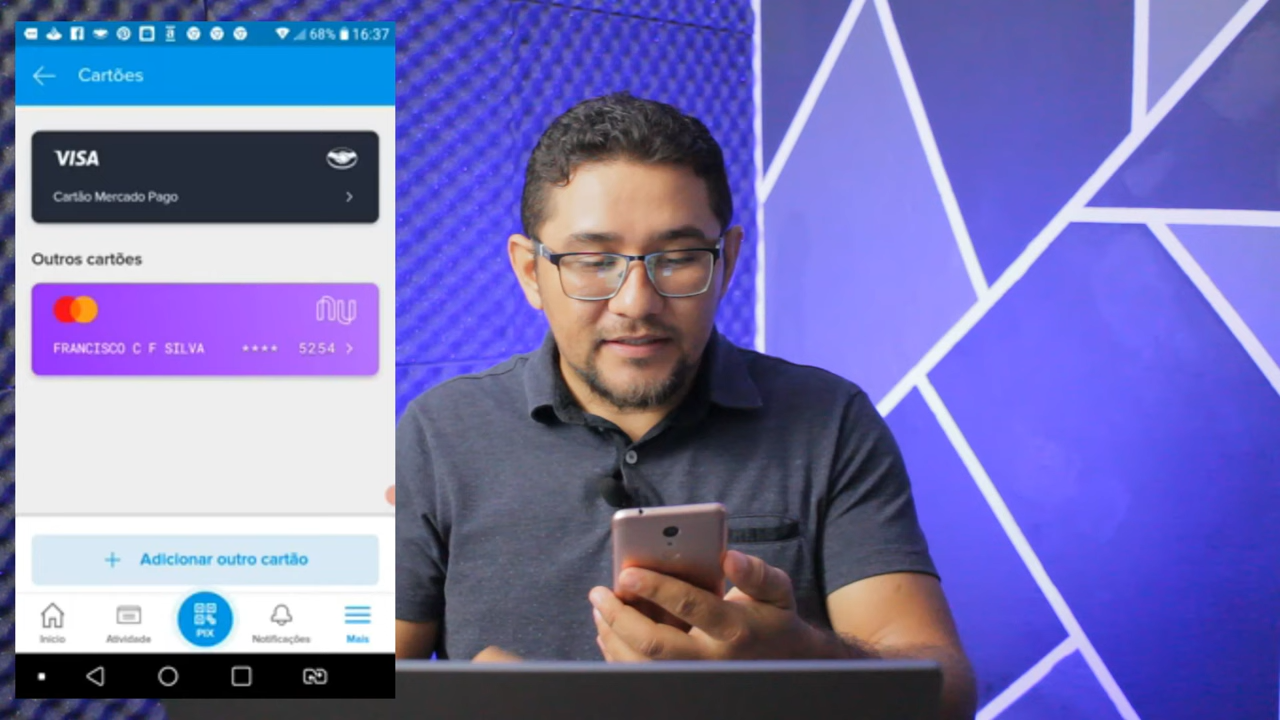 68% 16:37
Cartões
VISA
Cartão Mercado Pago
Outros cartões
nu
FRANCISCO C F SILVA **** 5254
Adicionar outro cartão
PIX
Início Atividade Notificações Mais